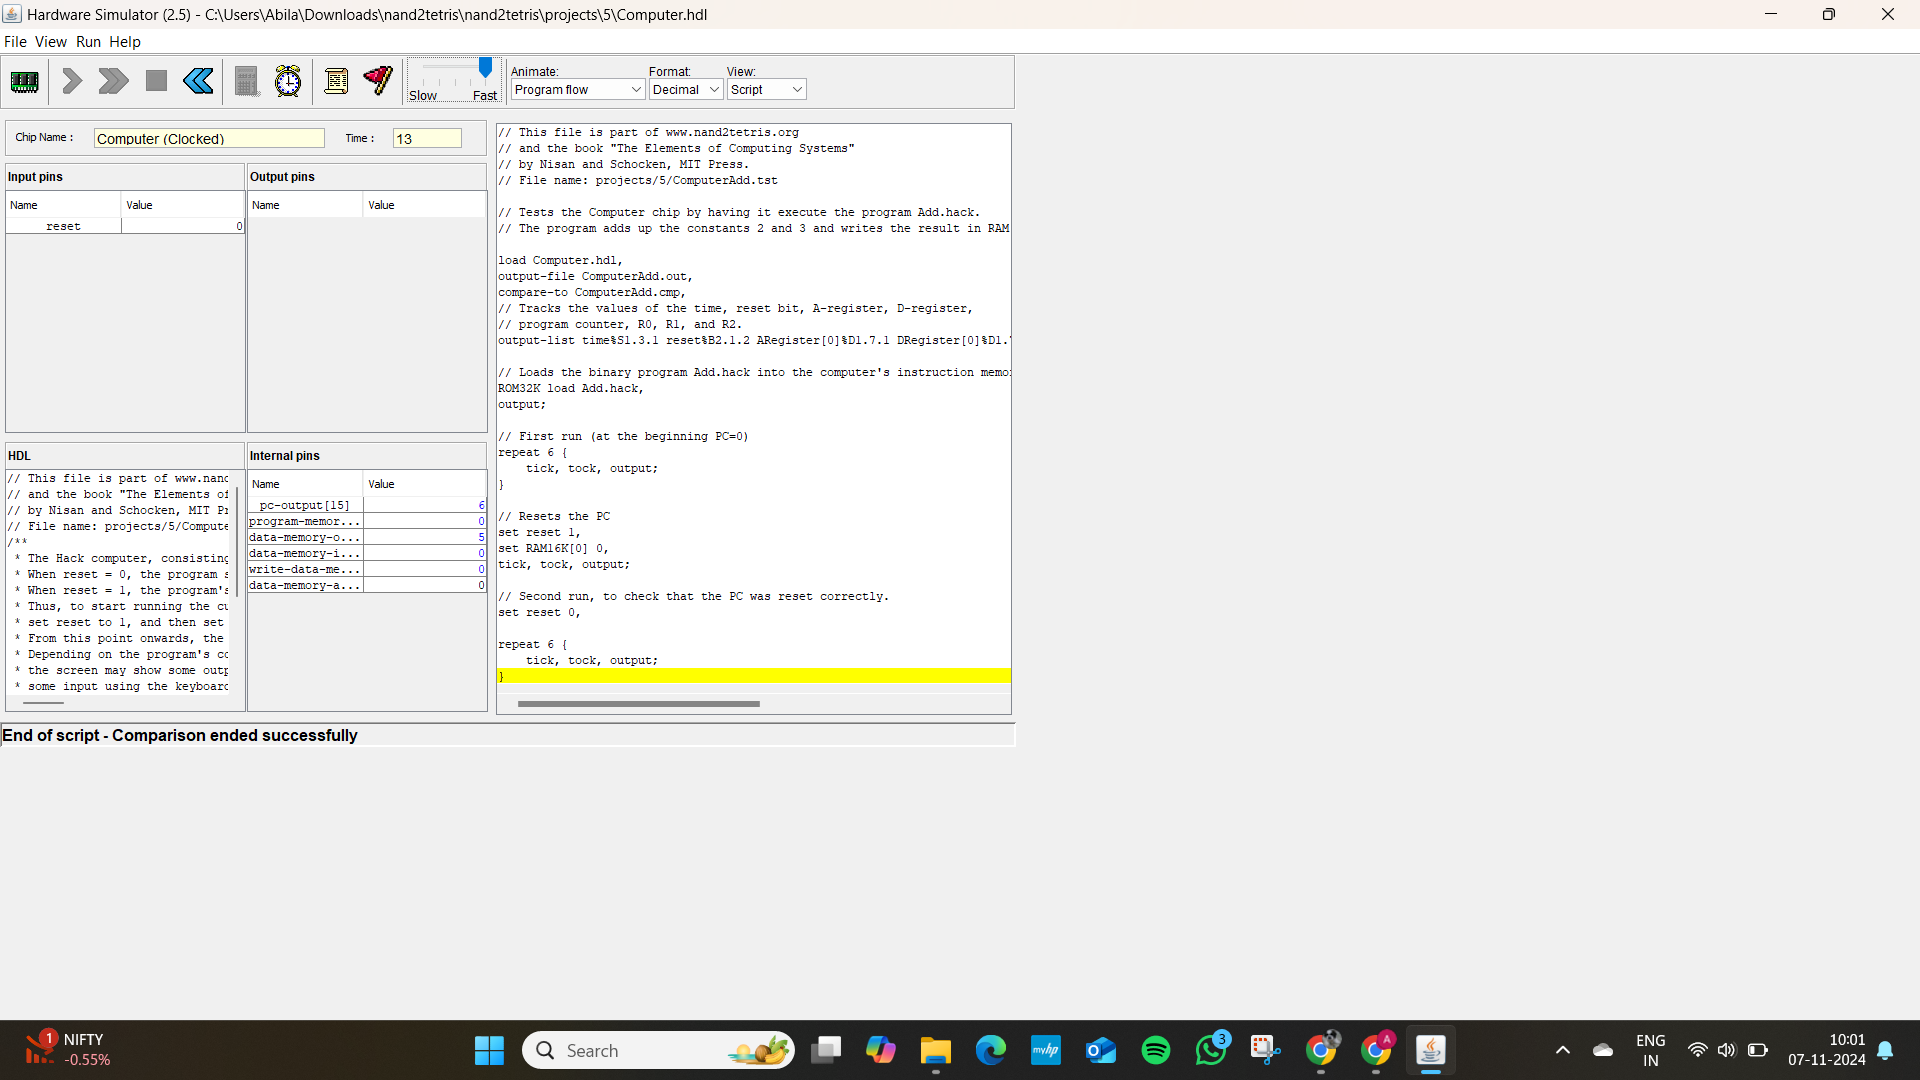 Hardware Simulator (2.5) - C:\Users\Abila\Downloads\nand2tetris\nand2tetris\projects\5\Computer.hdl
File View Run Help
Slow Fast
Animate:
Program flow
Format:
Decimal
View:
Script
Chip Name :
Computer (Clocked)
Time :
13
Input pins
Name Value
reset 0
Output pins
Name Value
HDL
// This file is part of www.nand
// and the book "The Elements of
// by Nisan and Schocken, MIT Pr
// File name: projects/5/Compute
/**
* The Hack computer, consisting
* When reset = 0, the program s
* When reset = 1, the program's
* Thus, to start running the cu
* set reset to 1, and then set
* From this point onwards, the
* Depending on the program's co
* the screen may show some outp
* some input using the keyboard
Internal pins
Name Value
pc-output[15] 6
program-memor... 0
data-memory-o... 5
data-memory-i... 0
write-data-me... 0
data-memory-a... 0
// This file is part of www.nand2tetris.org
// and the book "The Elements of Computing Systems"
// by Nisan and Schocken, MIT Press.
// File name: projects/5/ComputerAdd.tst
// Tests the Computer chip by having it execute the program Add.hack.
// The program adds up the constants 2 and 3 and writes the result in RAM
load Computer.hdl,
output-file ComputerAdd.out,
compare-to ComputerAdd.cmp,
// Tracks the values of the time, reset bit, A-register, D-register,
// program counter, R0, R1, and R2.
output-list time%S1.3.1 reset%B2.1.2 ARegister[0]%D1.7.1 DRegister[0]%D1.
// Loads the binary program Add.hack into the computer's instruction memo
ROM32K load Add.hack,
output;
// First run (at the beginning PC=0)
repeat 6 {
tick, tock, output;
}
// Resets the PC
set reset 1,
set RAM16K[0] 0,
tick, tock, output;
// Second run, to check that the PC was reset correctly.
set reset 0,
repeat 6 {
tick, tock, output;
}
End of script - Comparison ended successfully
1
NIFTY
-0.55%
Search
myhp
3
A
ENG
IN
10:01
07-11-2024